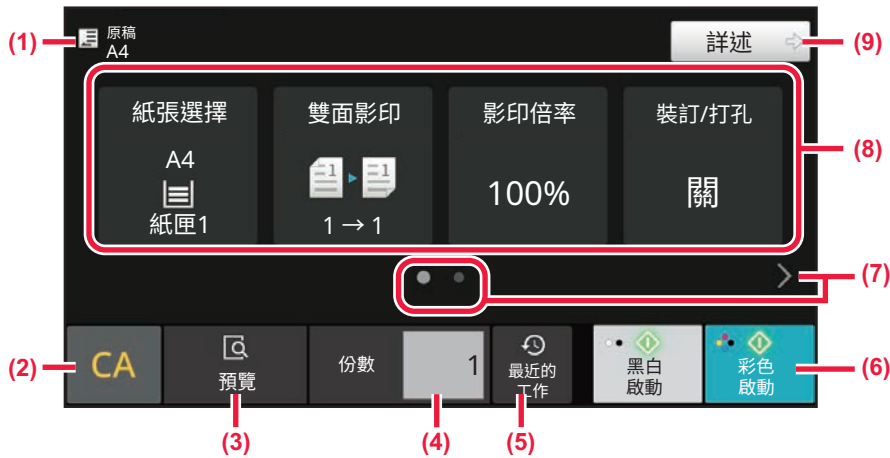 (1)
原稿
A4
詳述
(9)
紙張選擇
A4
紙匣1
雙面影印
1
1
1 → 1
影印倍率
100%
裝訂/打孔
關
(8)
(7)
(2)
CA
預覽
份數
1
最近的
工作
黑白
啟動
彩色
啟動
(6)
(3)
(4)
(5)